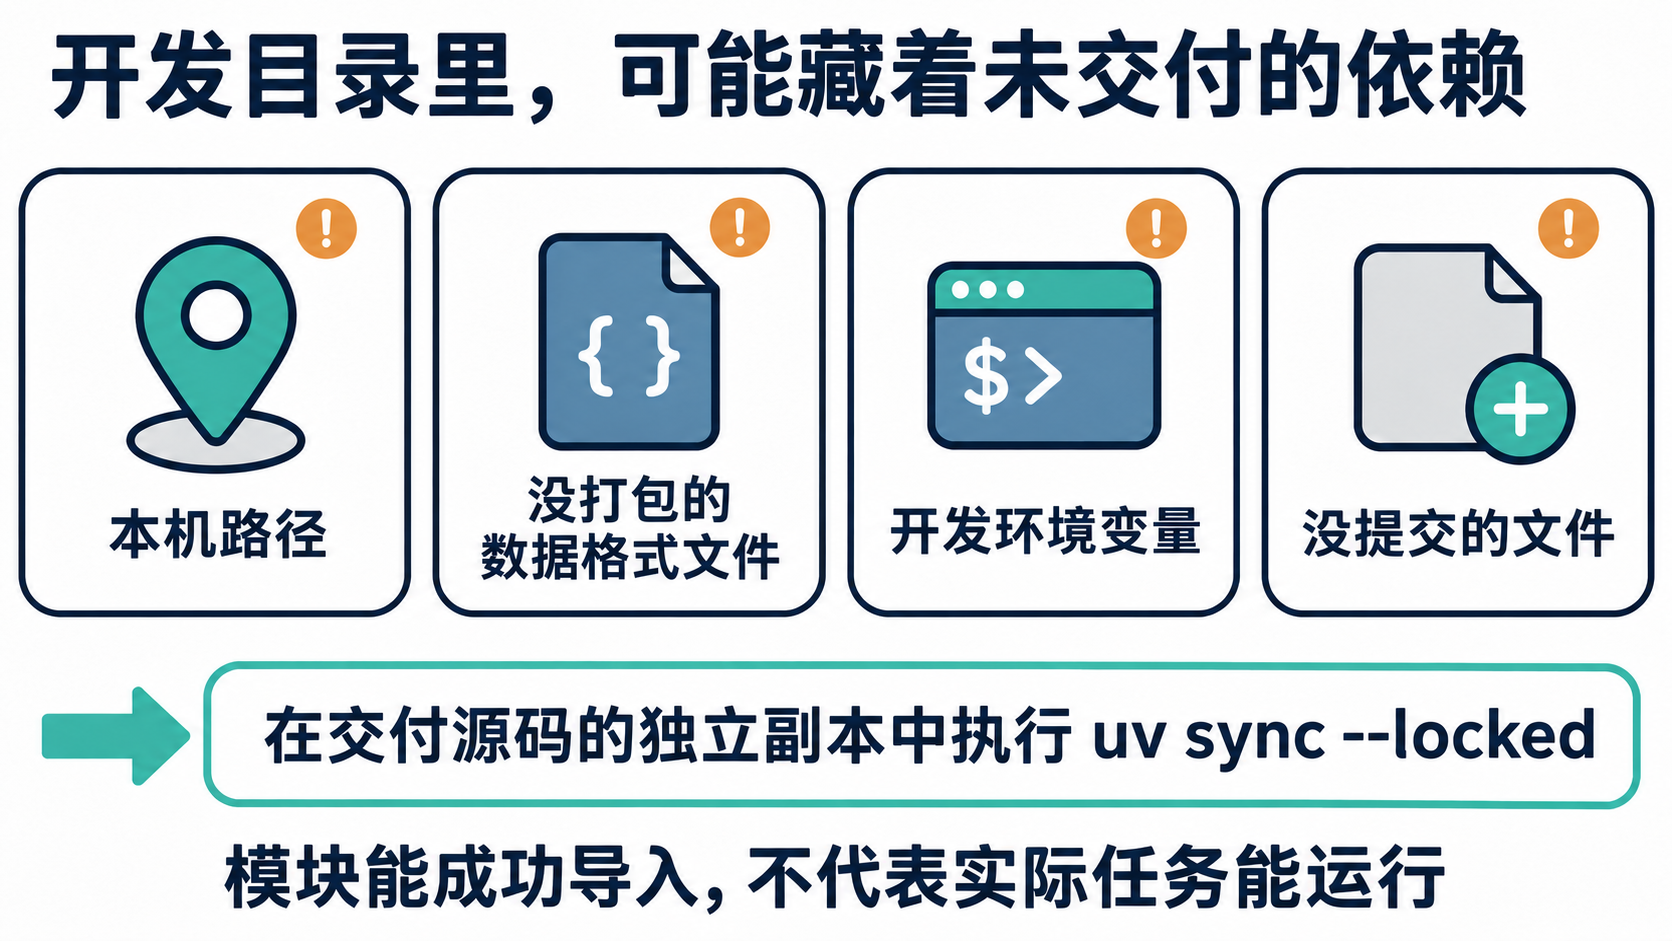 开发目录里，可能藏着未交付的依赖
本机路径
{ }
没打包的
数据格式文件
$>
开发环境变量
没提交的文件
在交付源码的独立副本中执行 uv sync --locked
模块能成功导入, 不代表实际任务能运行